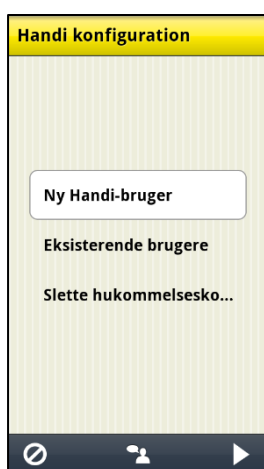 Handi konfiguration
Ny Handi-bruger
Eksisterende brugere
Slette hukommelsesko...